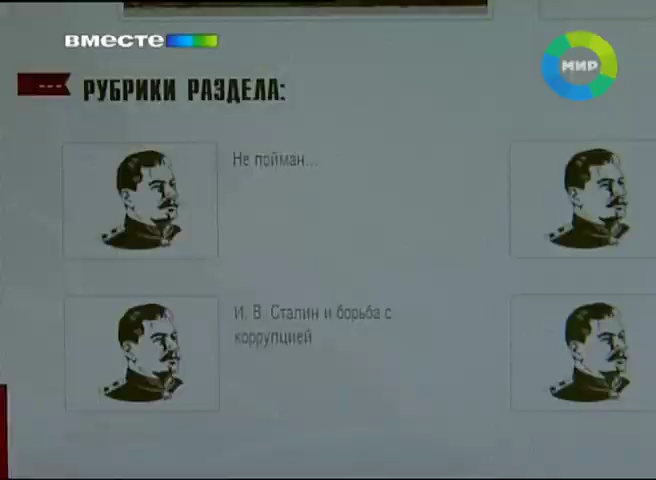 вместе
МИР
РУБРИКИ РАЗДЕЛА:
Не пойман...
И. В. Сталин и борьба с
коррупцией